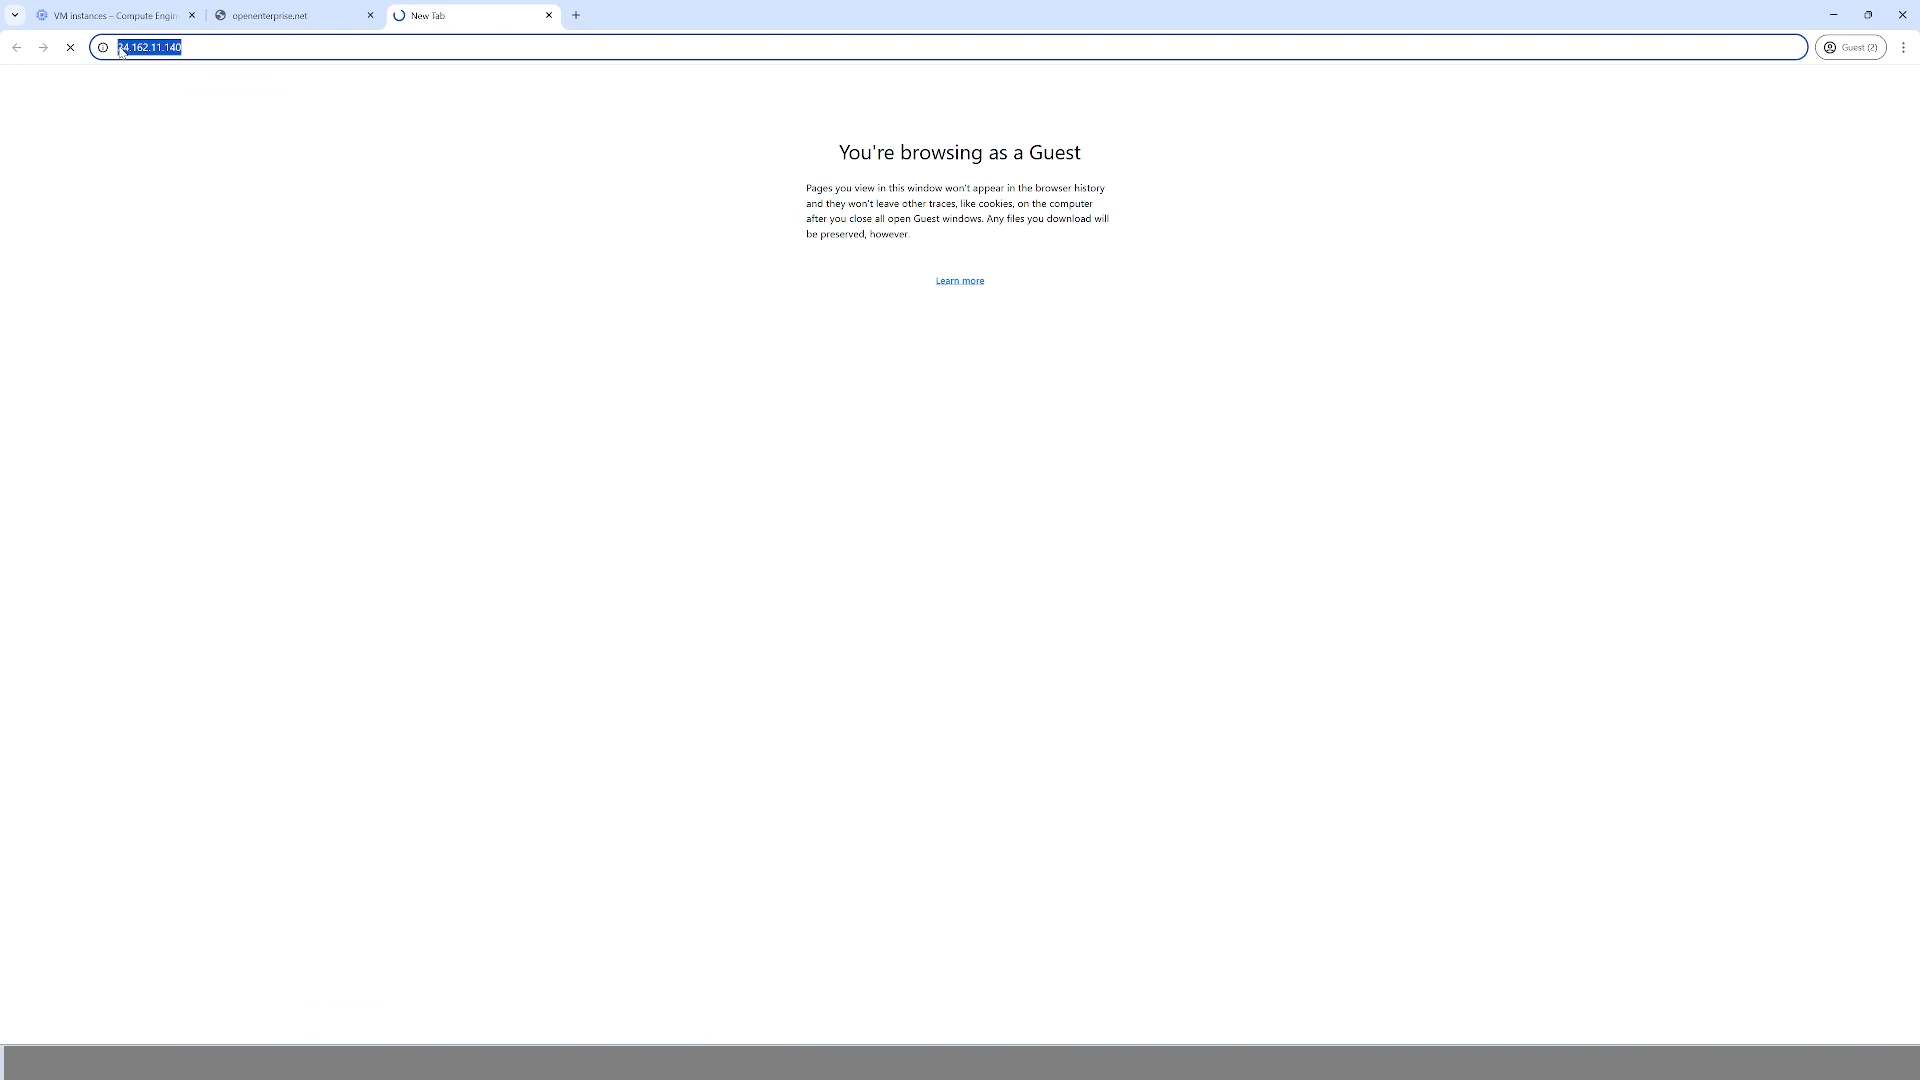 VM instances – Compute Engin
openenterprise.net
New Tab
34.162.11.140
Guest (2)
You're browsing as a Guest
Pages you view in this window won't appear in the browser history
and they won't leave other traces, like cookies, on the computer
after you close all open Guest windows. Any files you download will
be preserved, however.
Learn more